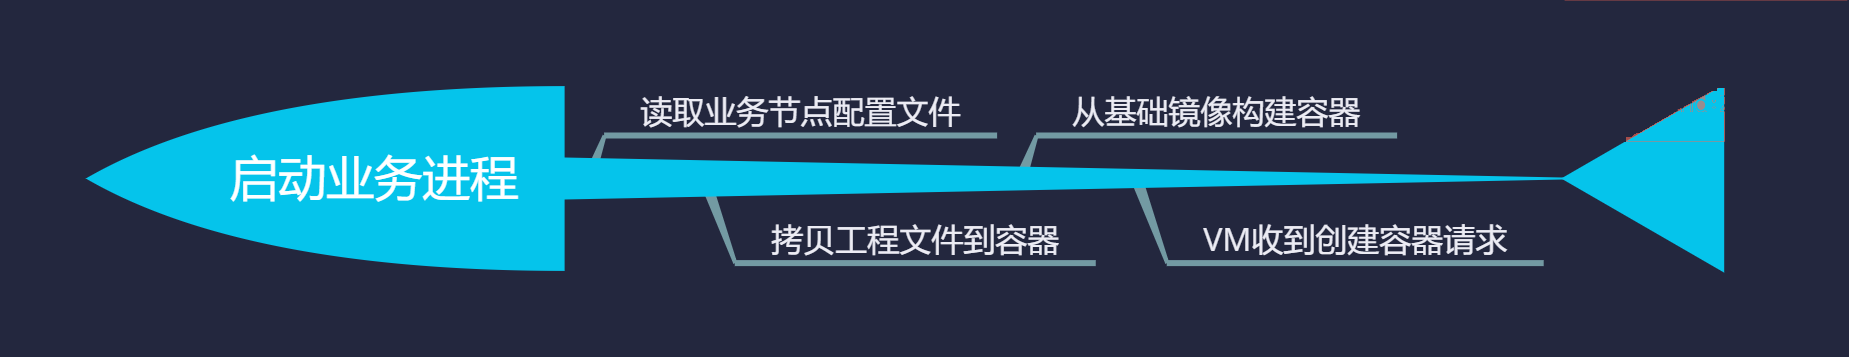 读取业务节点配置文件
从基础镜像构建容器
启动业务进程
拷贝工程文件到容器
VM收到创建容器请求